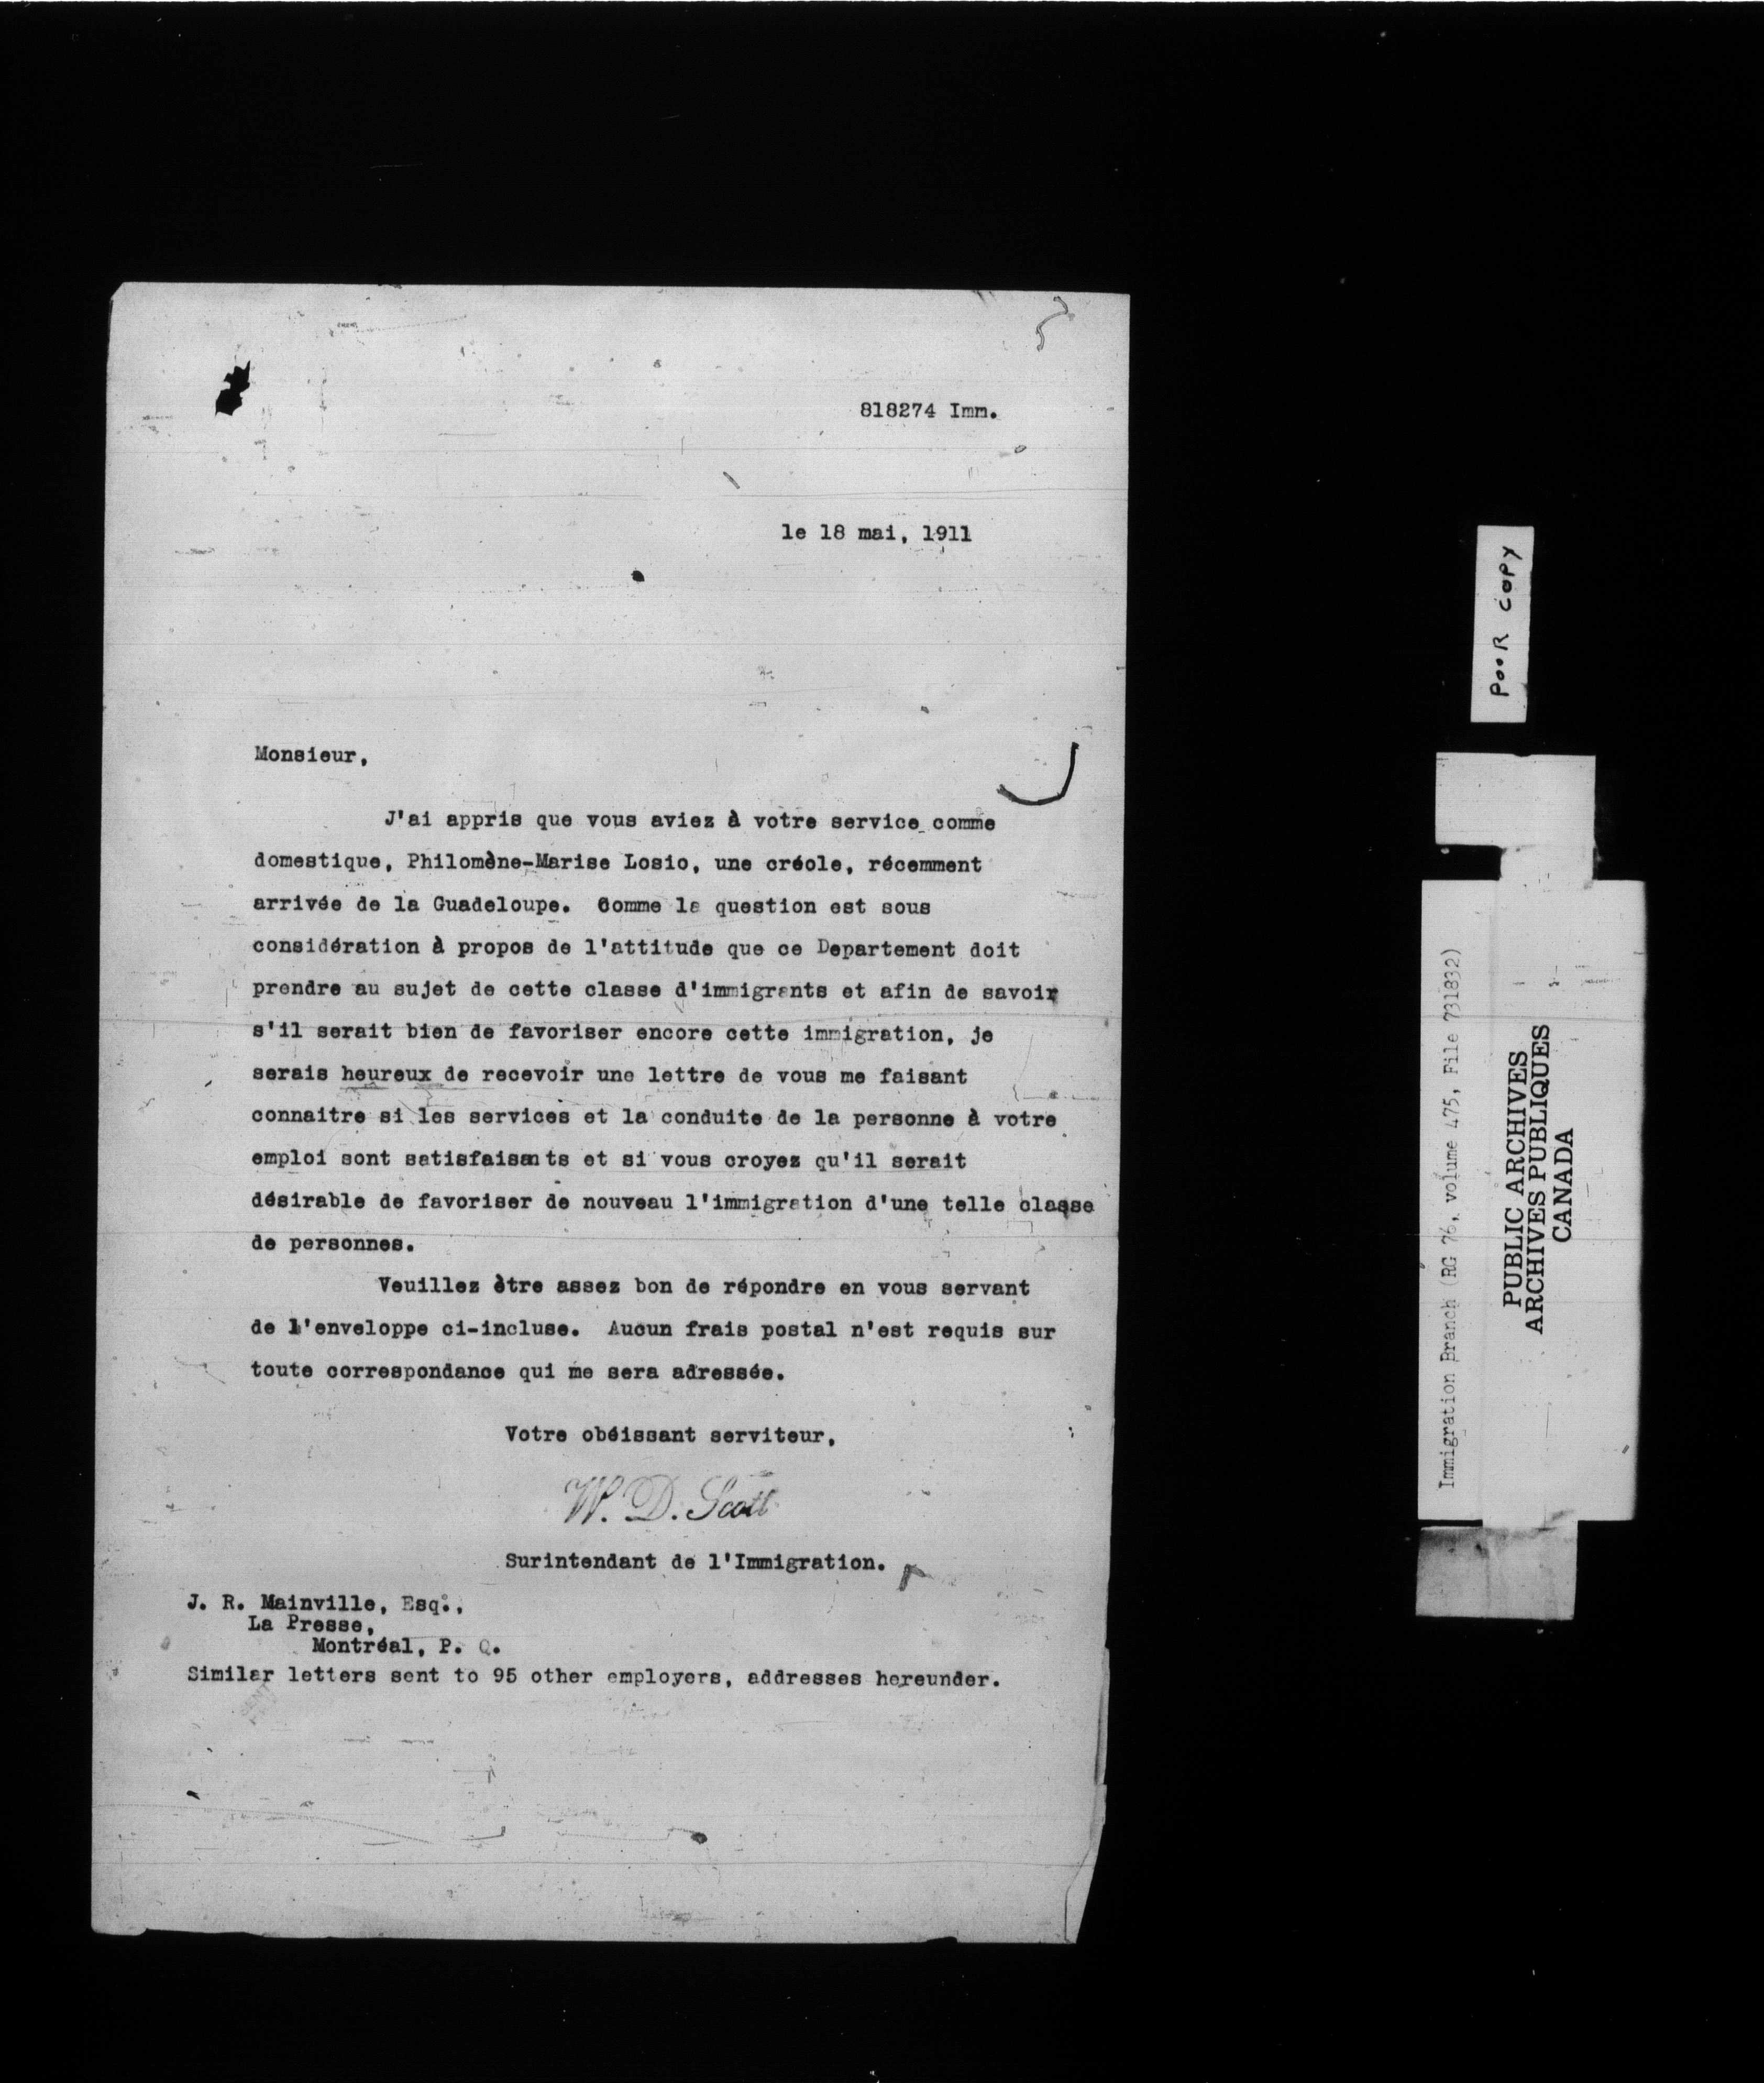 818274 Imm.
le 18 mai, 1911
Monsieur,
J'ai appris que vous aviez à votre service comme
domestique, Philomène-Marise Losio, une créole, récemment
arrivée de la Guadeloupe. Comme la question est sous
considération à propos de l'attitude que ce Departement doit
prendre au sujet de cette classe d'immigrants et afin de savoir
s'il serait bien de favoriser encore cette immigration, je
serais heureux de recevoir une lettre de vous me faisant
connaitre si les services et la conduite de la personne à votre
emploi sont satisfaisants et si vous croyez qu'il serait
désirable de favoriser de nouveau l'immigration d'une telle classe
de personnes.
Veuillez ètre assez bon de répondre en vous servant
de l'enveloppe ci-incluse. Aucun frais postal n'est requis sur
toute correspondance qui me sera adressée.
Votre obéissant serviteur,
W. D. Scott
Surintendant de l'Immigration.
J. R. Mainville, Esq.,
La Presse,
Montréal, P. Q.
Similar letters sent to 95 other employers, addresses hereunder.
POOR COPY
Immigration Branch (RG 76, volume 475, File 731832)
PUBLIC ARCHIVES
ARCHIVES PUBLIQUES
CANADA